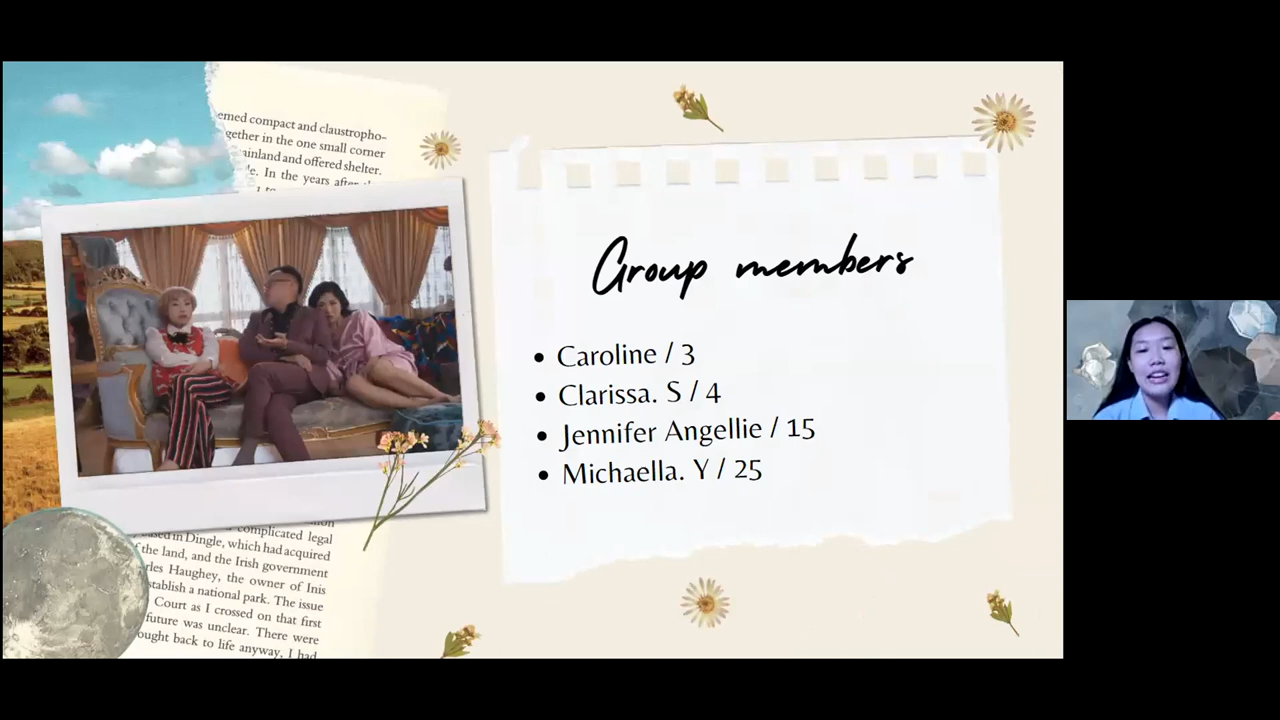 emed compact and claustropho-
gether in the one small corner
ainland and offered shelter.
e. In the years after
Group members
Caroline / 3
Clarissa. S / 4
Jennifer Angellie / 15
Michaella. Y / 25
complicated legal
in Dingle, which had acquired
the land, and the Irish government
rles Haughey, the owner of Inis
stablish a national park. The issue
Court as I crossed on that first
future was unclear. There were
ought back to life anyway, I had